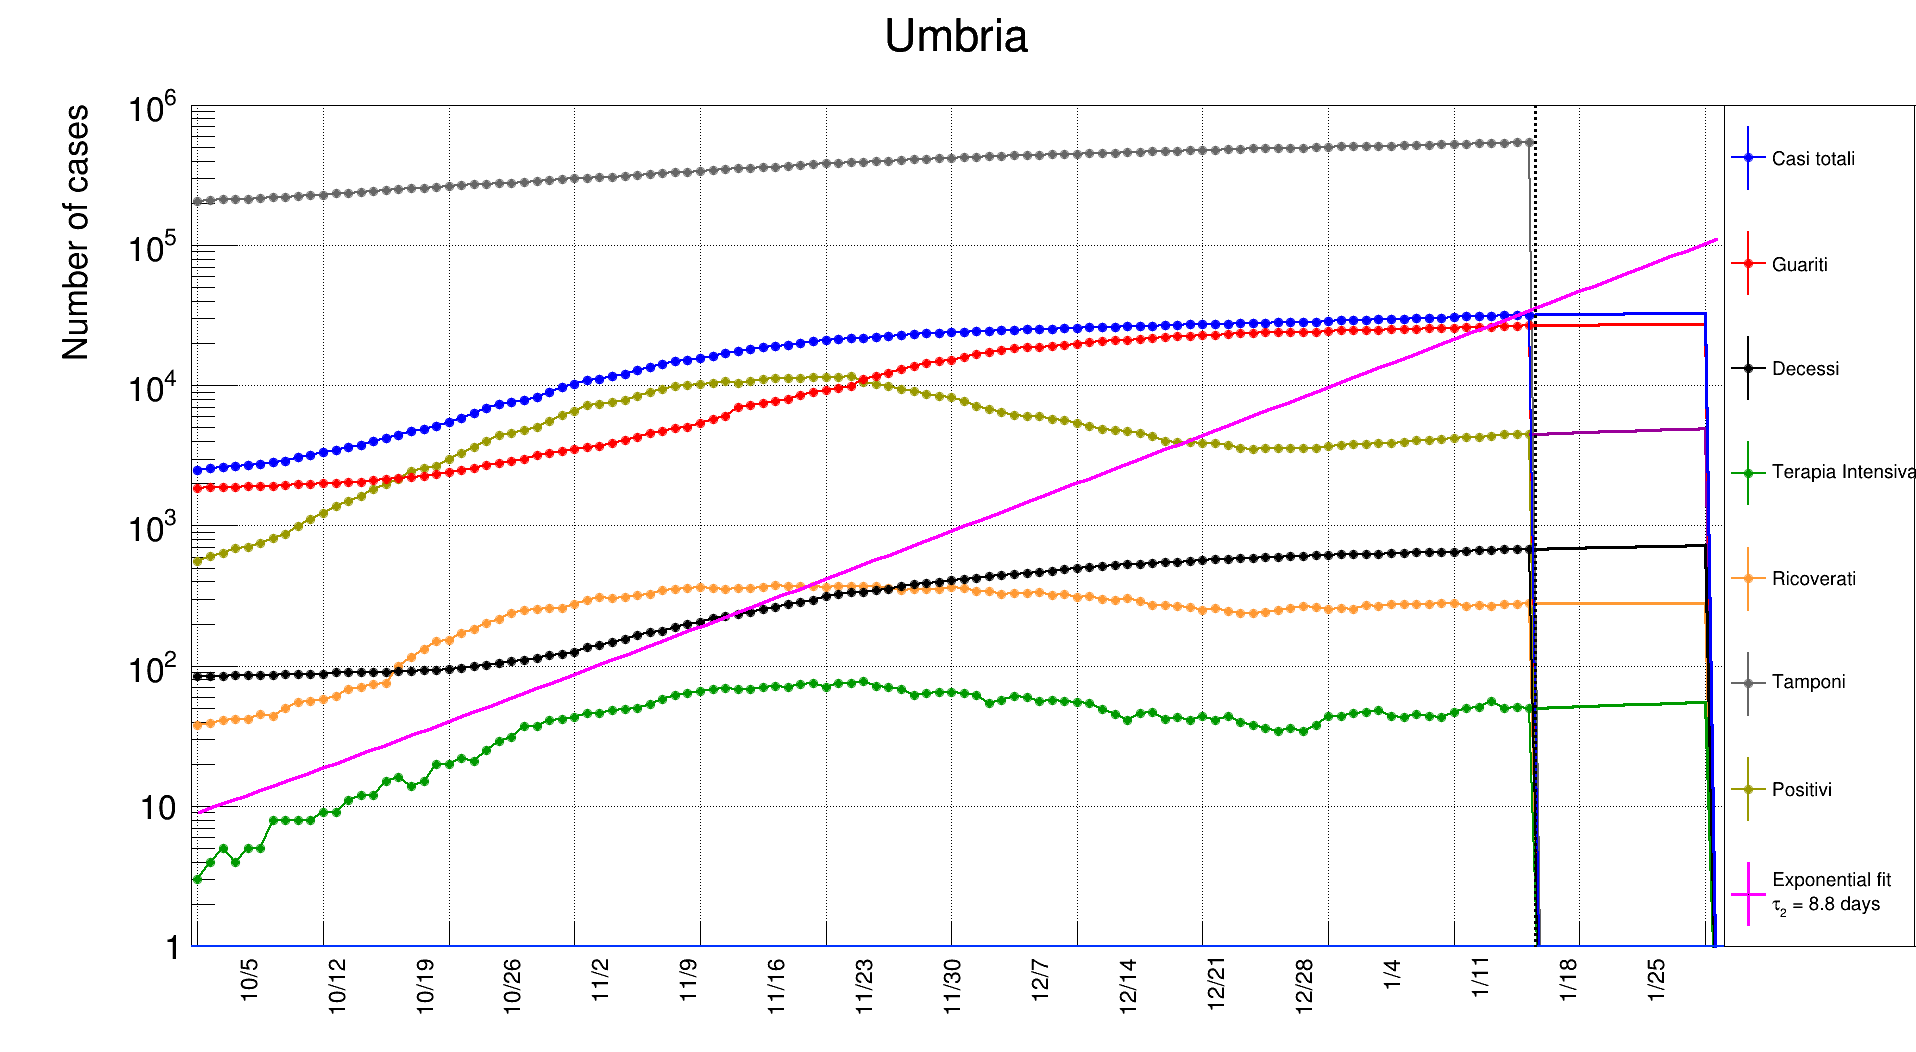 Umbria
Number of cases
10^6
10^5
10^4
10^3
10^2
10
1
10/5
10/12
10/19
10/26
11/2
11/9
11/16
11/23
11/30
12/7
12/14
12/21
12/28
1/4
1/11
1/18
1/25
Casi totali
Guariti
Decessi
Terapia Intensiva
Ricoverati
Tamponi
Positivi
Exponential fit
τ₂ = 8.8 days